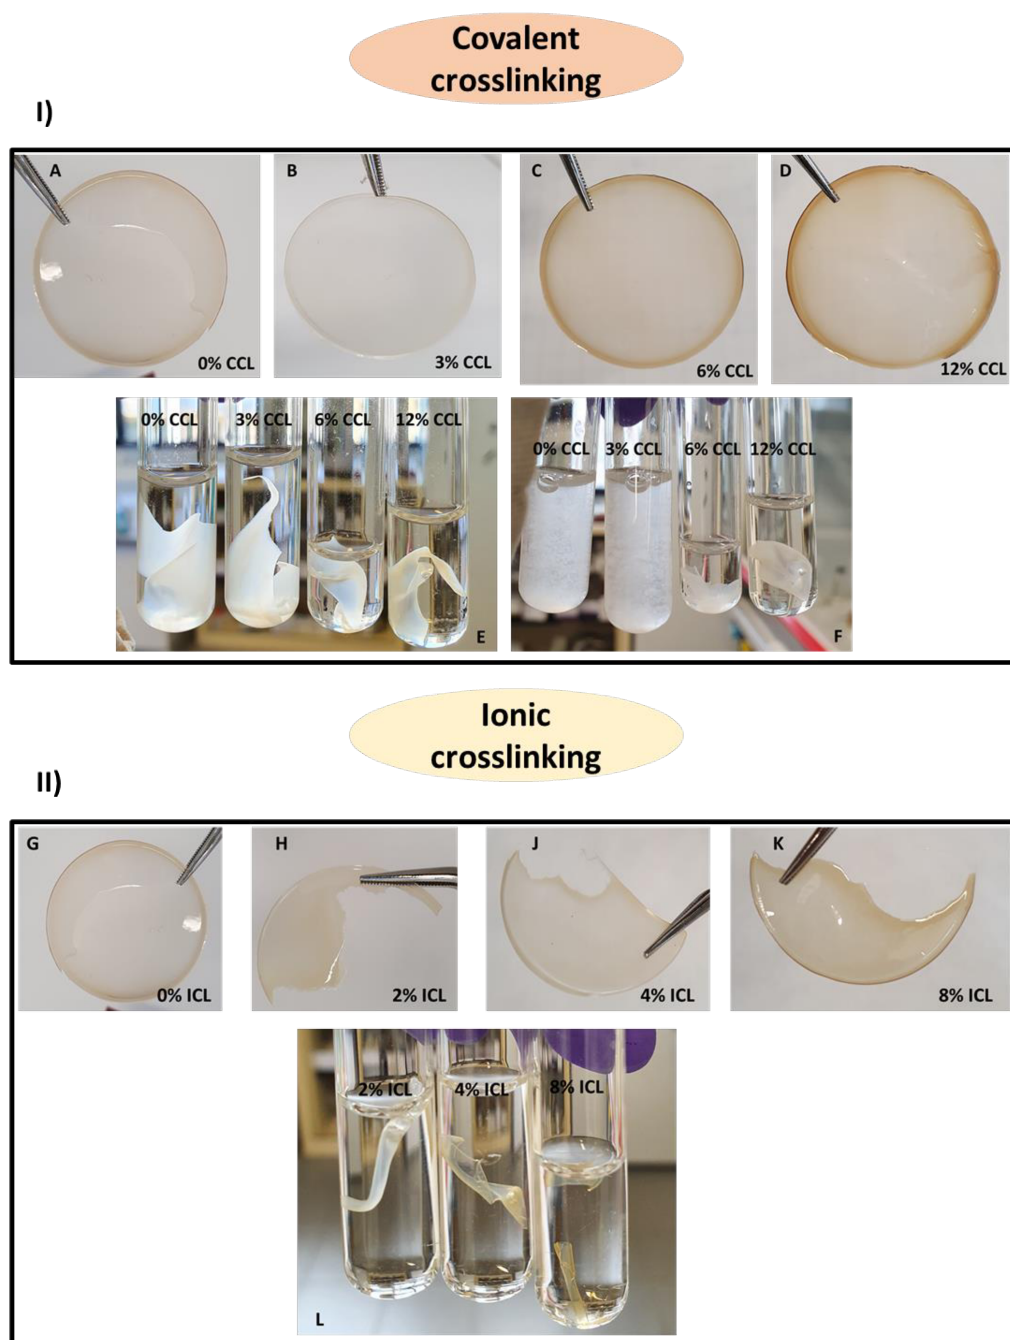 Covalent
crosslinking
I)
A
0% CCL
B
3% CCL
C
6% CCL
D
12% CCL
0% CCL 3% CCL 6% CCL 12% CCL
E
0% CCL 3% CCL 6% CCL 12% CCL
F
Ionic
crosslinking
II)
G
0% ICL
H
2% ICL
J
4% ICL
K
8% ICL
2% ICL 4% ICL 8% ICL
L